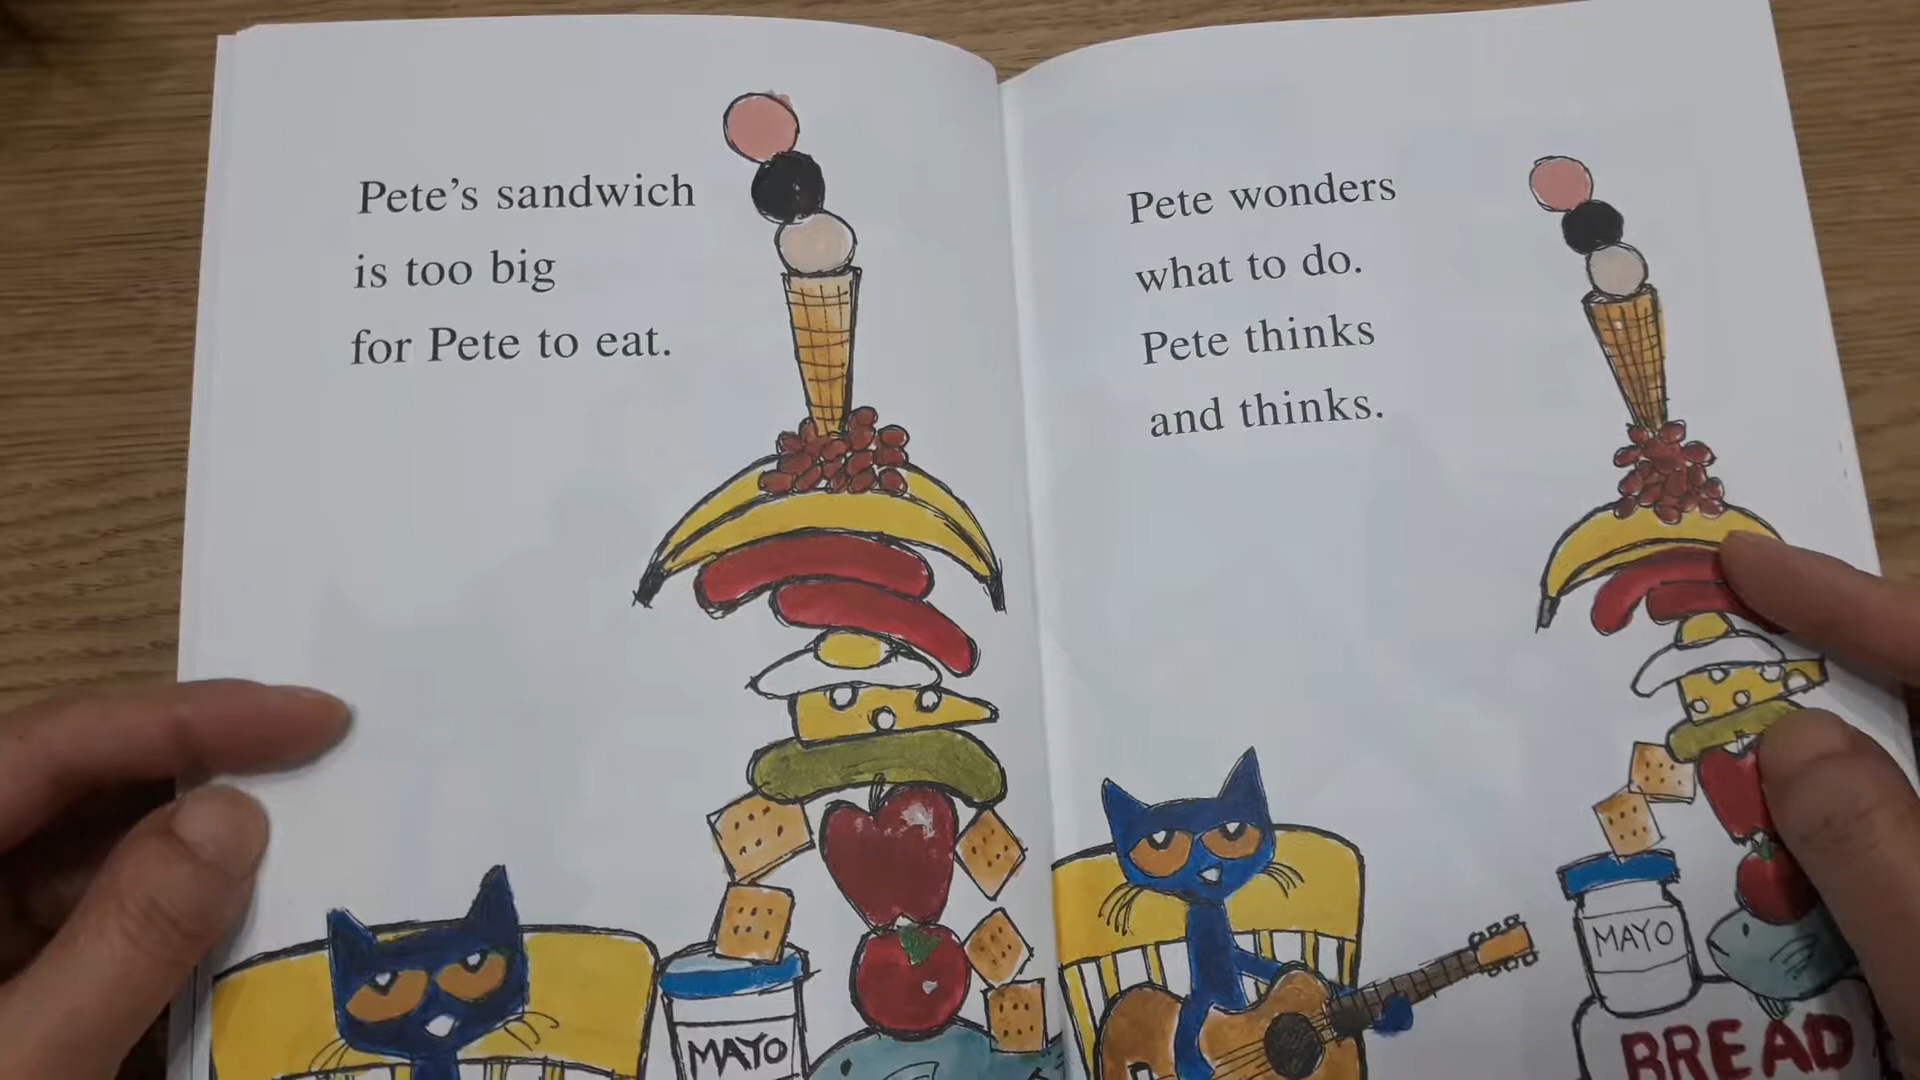 Pete's sandwich
is too big
for Pete to eat.
MAYO
Pete wonders
what to do.
Pete thinks
and thinks.
MAYO
BREAD